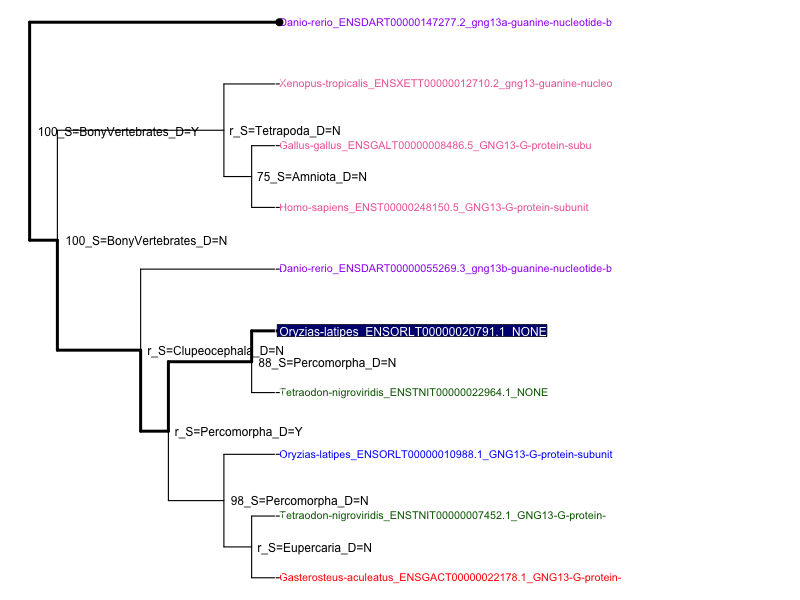 Danio-rerio_ENSDART00000147277.2_gng13a-guanine-nucleotide-b
Xenopus-tropicalis_ENSXETT00000012710.2_gng13-guanine-nucleo
100_S=BonyVertebrates_D=Y
r_S=Tetrapoda_D=N
Gallus-gallus_ENSGALT00000008486.5_GNG13-G-protein-subu
75_S=Amniota_D=N
Homo-sapiens_ENST00000248150.5_GNG13-G-protein-subunit
100_S=BonyVertebrates_D=N
Danio-rerio_ENSDART00000055269.3_gng13b-guanine-nucleotide-b
Oryzias-latipes_ENSORLT00000020791.1_NONE
r_S=Clupeocephala_D=N
88_S=Percomorpha_D=N
Tetraodon-nigroviridis_ENSTNIT00000022964.1_NONE
r_S=Percomorpha_D=Y
Oryzias-latipes_ENSORLT00000010988.1_GNG13-G-protein-subunit
98_S=Percomorpha_D=N
Tetraodon-nigroviridis_ENSTNIT00000007452.1_GNG13-G-protein-
r_S=Eupercaria_D=N
Gasterosteus-aculeatus_ENSGACT00000022178.1_GNG13-G-protein-